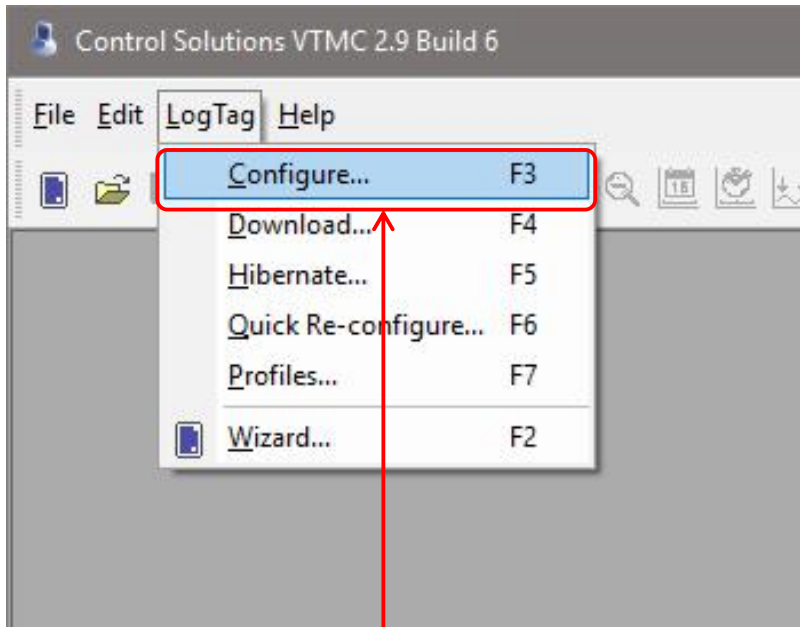 Control Solutions VTMC 2.9 Build 6
File Edit LogTag Help
Configure... F3
Download... F4
Hibernate... F5
Quick Re-configure... F6
Profiles... F7
Wizard... F2